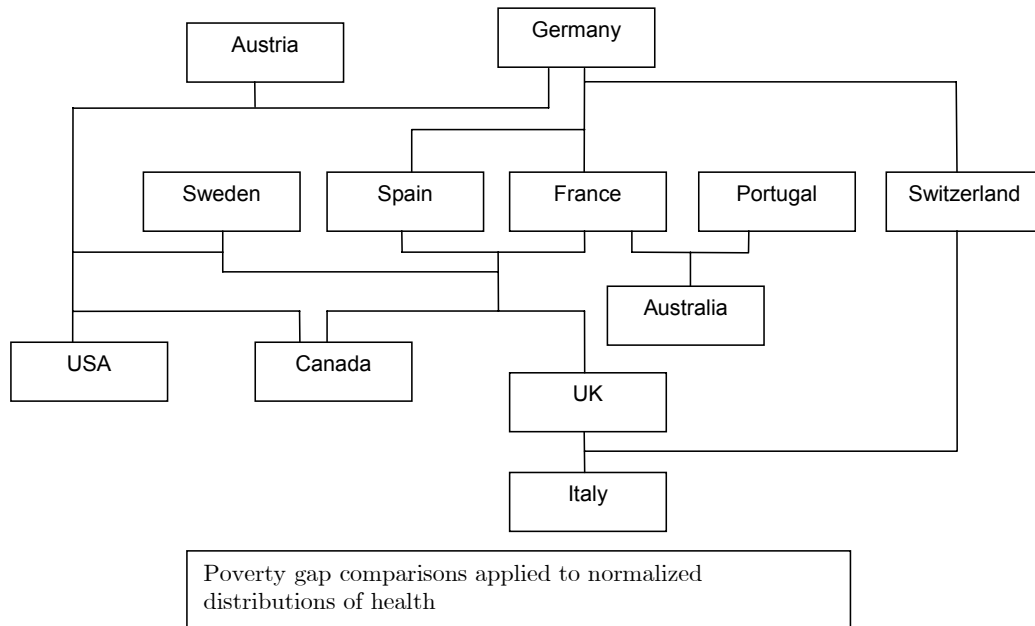 Austria
Germany
Sweden
Spain
France
Portugal
Switzerland
Australia
USA
Canada
UK
Italy
Poverty gap comparisons applied to normalized
distributions of health